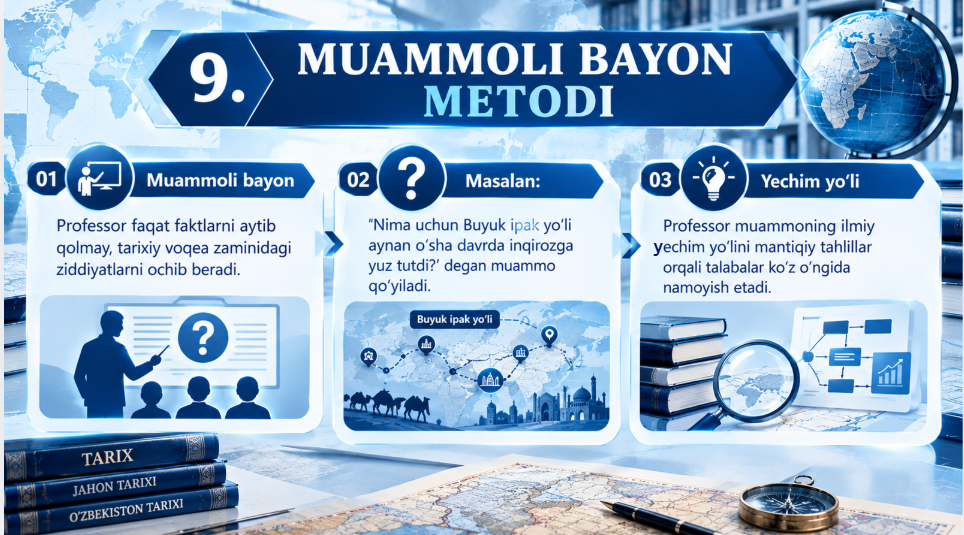 9.
MUAMMOLI BAYON
METODI
01
Muammoli bayon
Professor faqat faktlarni aytib
qolmay, tarixiy voqea zaminidagi
ziddiyatlarni ochib beradi.
?
02
?
Masalan:
“Nima uchun Buyuk ipak yo‘li
aynan o‘sha davrda inqirozga
yuz tutdi?’ degan muammo
qo‘yiladi.
Buyuk ipak yo‘li
03
Yechim yo‘li
Professor muammoning ilmiy
yechim yo‘lini mantiqiy tahlillar
orqali talabalar ko‘z o‘ngida
namoyish etadi.
TARIX
JAHON TARIXI
O‘ZBEKISTON TARIXI